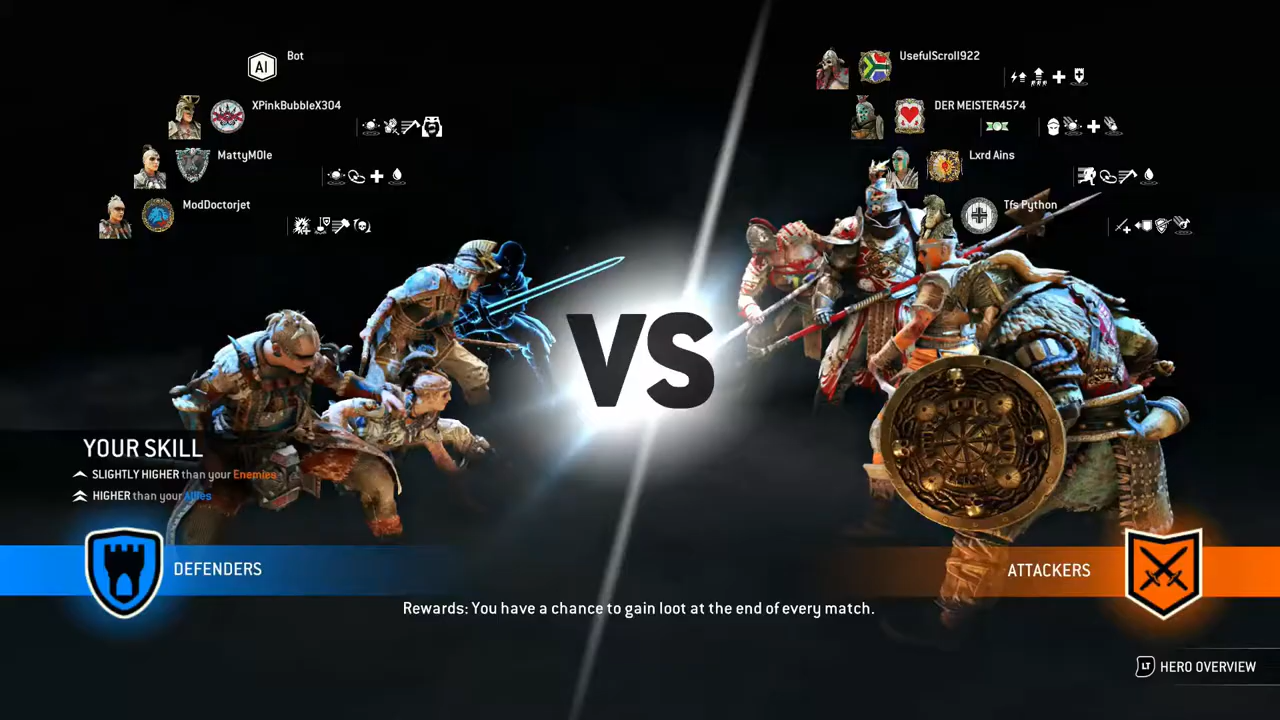 Bot
AI
XPinkBubbleX304
MattyM0le
ModDoctorjet
UsefulScroll922
DER MEISTER4574
Lxrd Ains
Tfs Python
VS
YOUR SKILL
SLIGHTLY HIGHER than your Enemies
HIGHER than your Allies
DEFENDERS
ATTACKERS
Rewards: You have a chance to gain loot at the end of every match.
LT HERO OVERVIEW